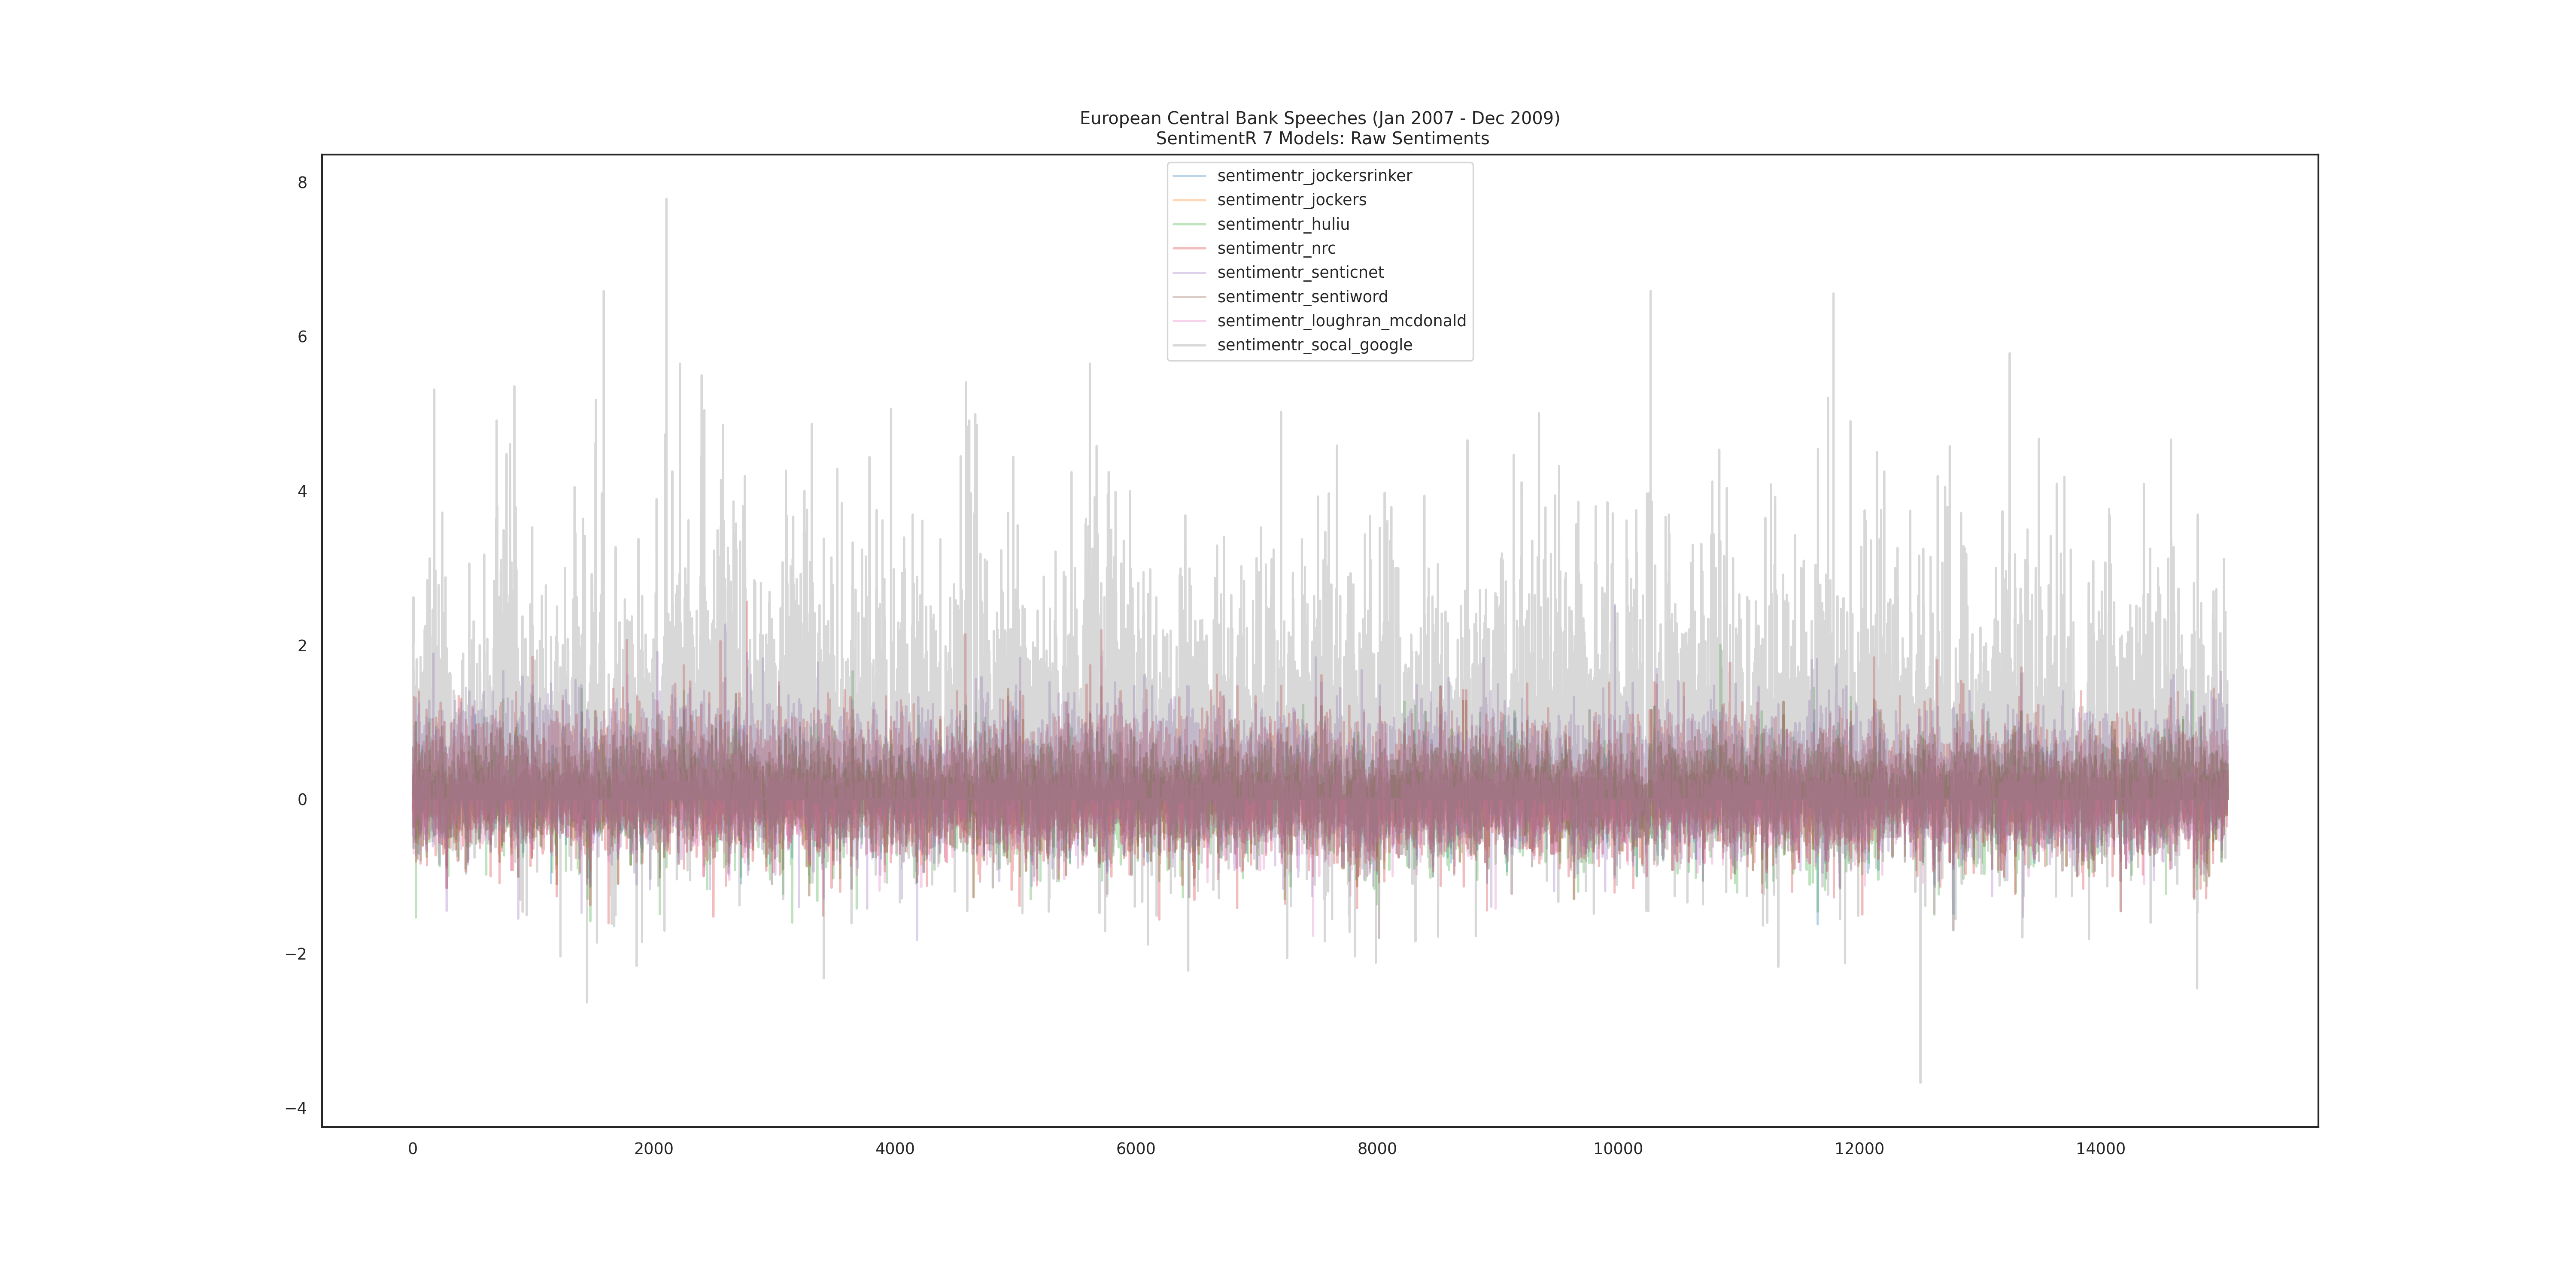 European Central Bank Speeches (Jan 2007 - Dec 2009)
SentimentR 7 Models: Raw Sentiments
sentimentr_jockersrinker
sentimentr_jockers
sentimentr_huliu
sentimentr_nrc
sentimentr_senticnet
sentimentr_sentiword
sentimentr_loughran_mcdonald
sentimentr_socal_google
8
6
4
2
0
−2
−4
0 2000 4000 6000 8000 10000 12000 14000